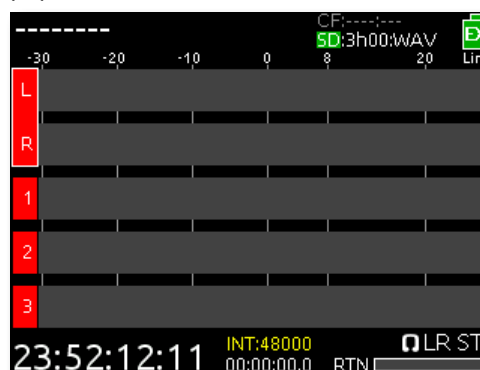 CF:----:---
--------
SD:3h00:WAV
-30 -20 -10 0 8 20 Lin
L
R
1
2
3
INT:48000
LR ST
23:52:12:11
00:00:00.0
RTN